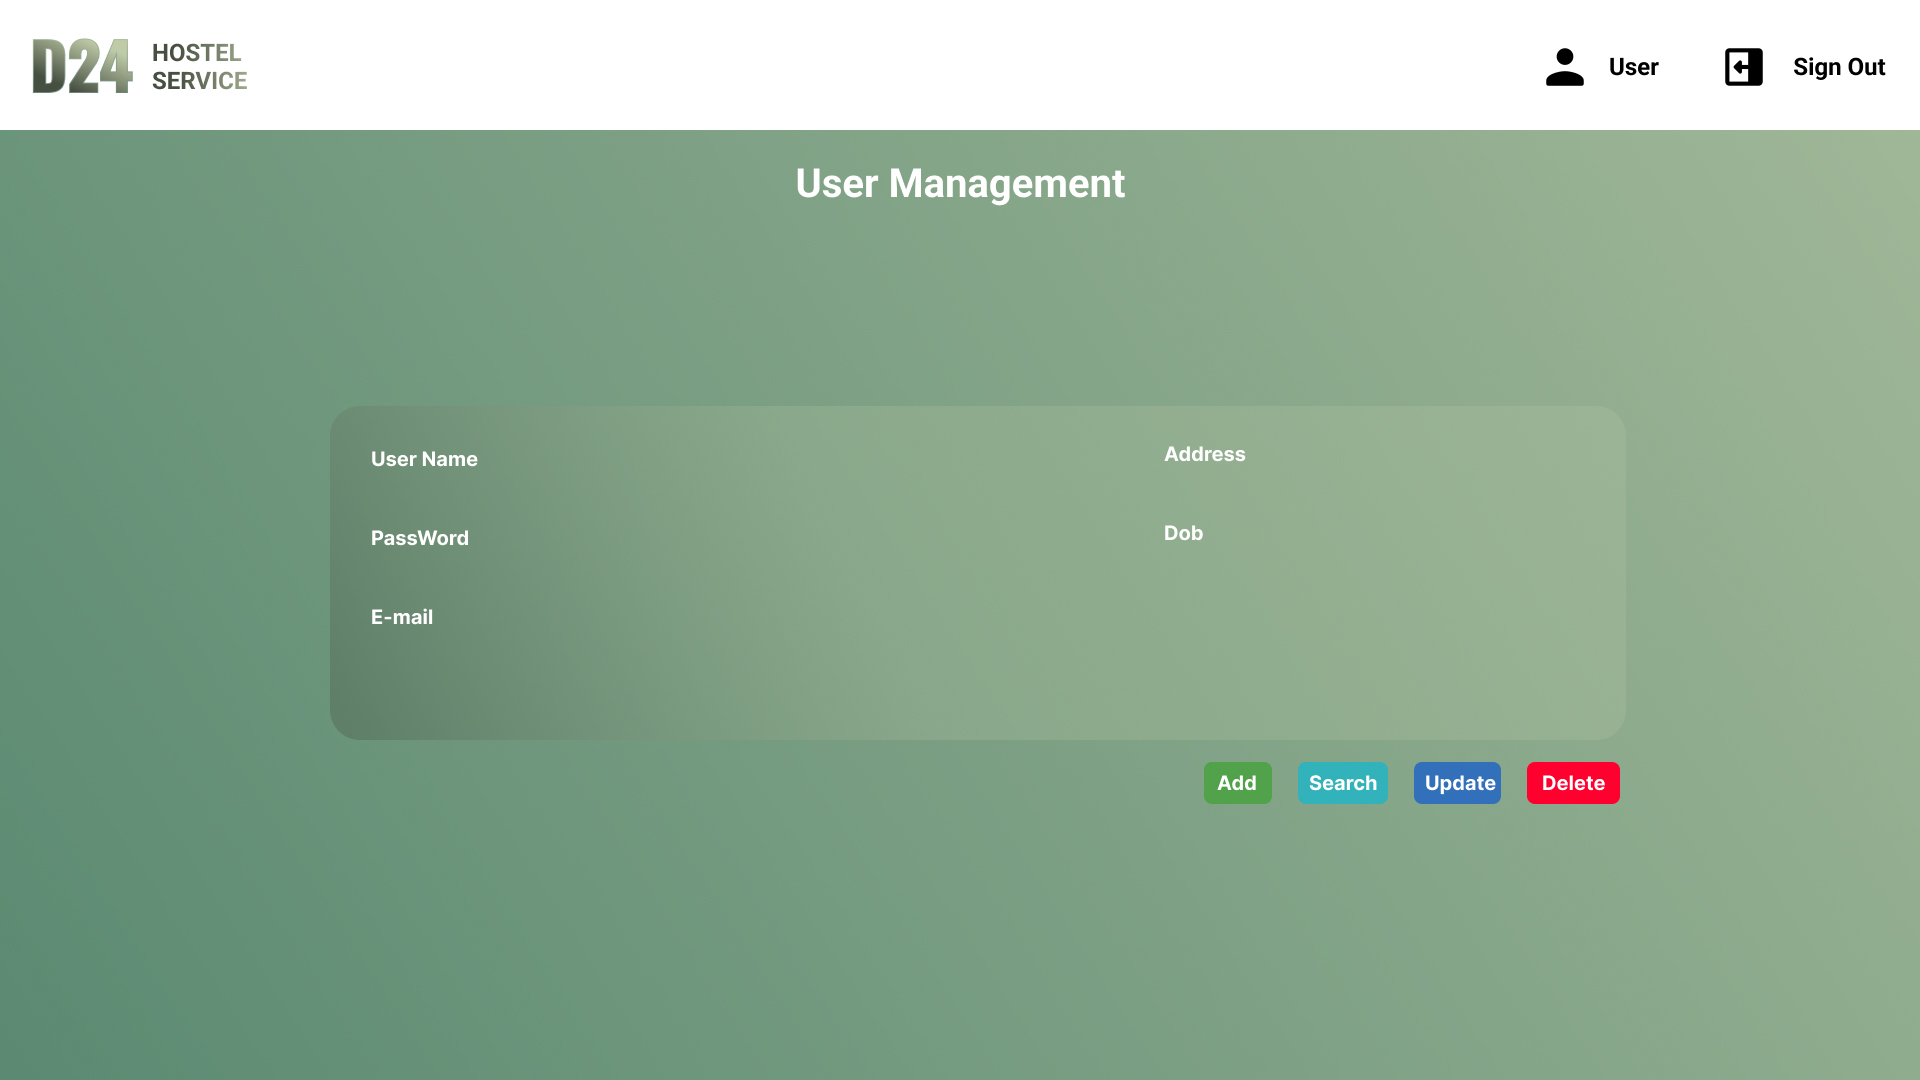 D24
HOSTEL
SERVICE
User
Sign Out
User Management
User Name
Address
PassWord
Dob
E-mail
Add
Search
Update
Delete